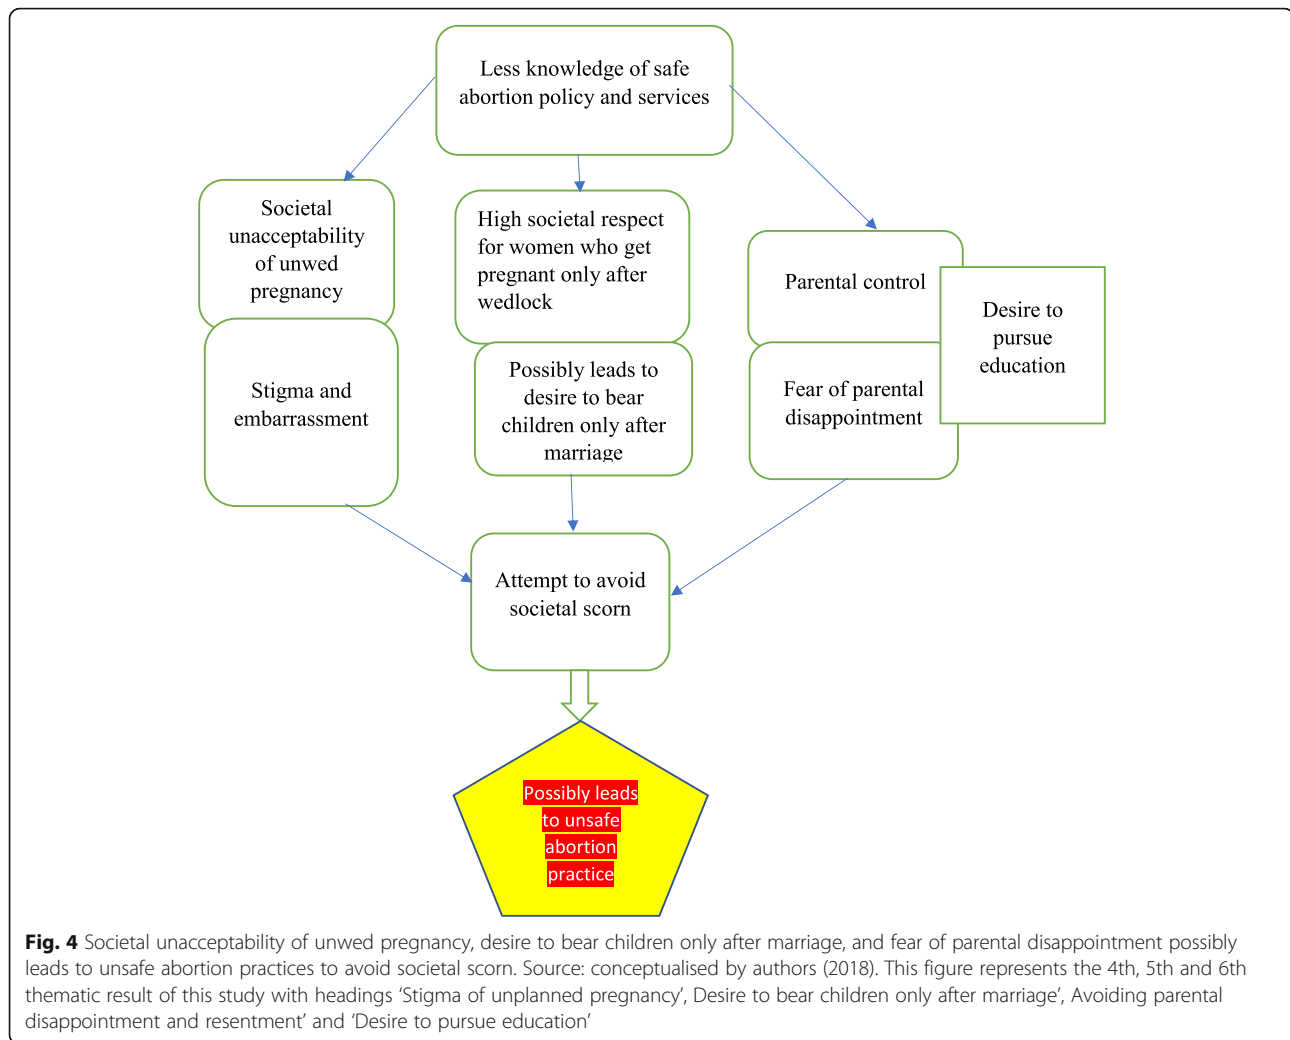 Less knowledge of safe
abortion policy and services
Societal
unacceptability
of unwed
pregnancy
Stigma and
embarrassment
High societal respect
for women who get
pregnant only after
wedlock
Possibly leads to
desire to bear
children only after
marriage
Parental control
Fear of parental
disappointment
Desire to
pursue
education
Attempt to avoid
societal scorn
Possibly leads
to unsafe
abortion
practice
Fig. 4 Societal unacceptability of unwed pregnancy, desire to bear children only after marriage, and fear of parental disappointment possibly
leads to unsafe abortion practices to avoid societal scorn. Source: conceptualised by authors (2018). This figure represents the 4th, 5th and 6th
thematic result of this study with headings ‘Stigma of unplanned pregnancy’, Desire to bear children only after marriage’, Avoiding parental
disappointment and resentment’ and ‘Desire to pursue education’